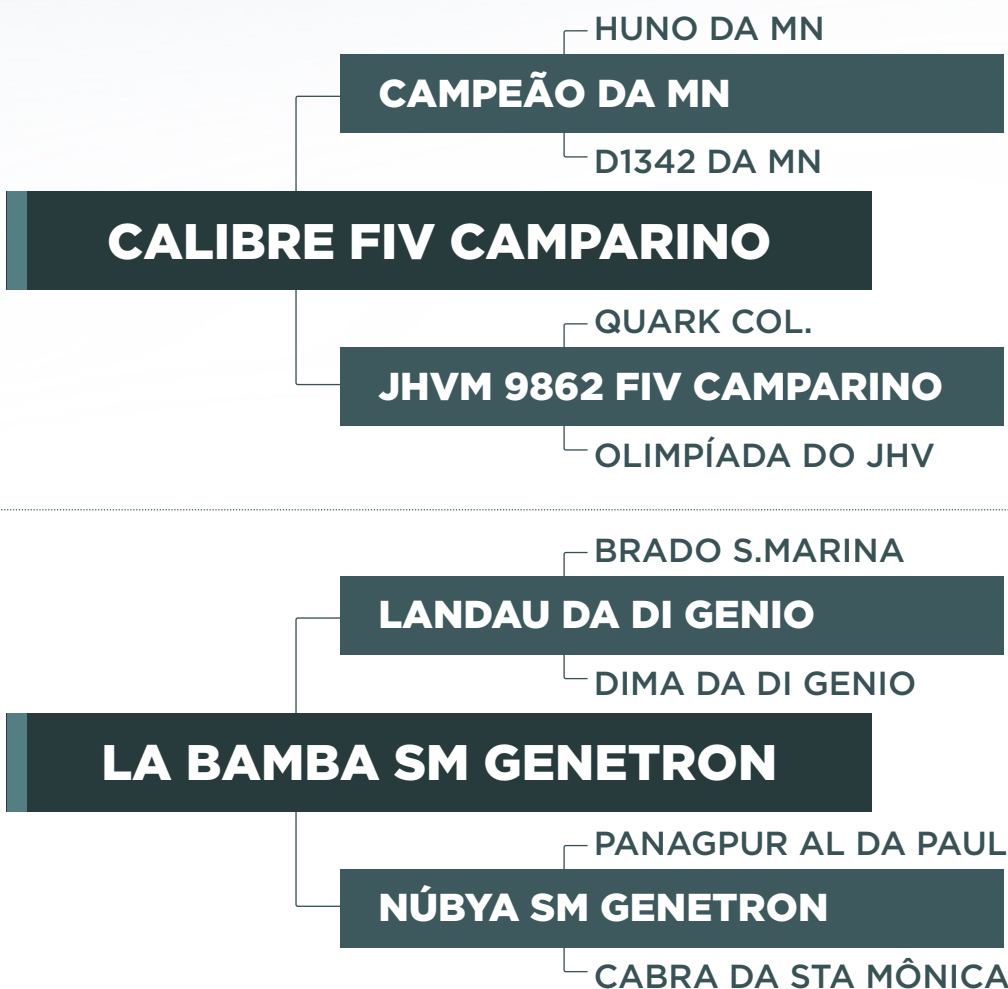 HUNO DA MN
CAMPEÃO DA MN
D1342 DA MN
CALIBRE FIV CAMPARINO
QUARK COL.
JHVM 9862 FIV CAMPARINO
OLIMPÍADA DO JHV
BRADO S.MARINA
LANDAU DA DI GENIO
DIMA DA DI GENIO
LA BAMBA SM GENETRON
PANAGPUR AL DA PAUL
NÚBYA SM GENETRON
CABRA DA STA MÔNICA